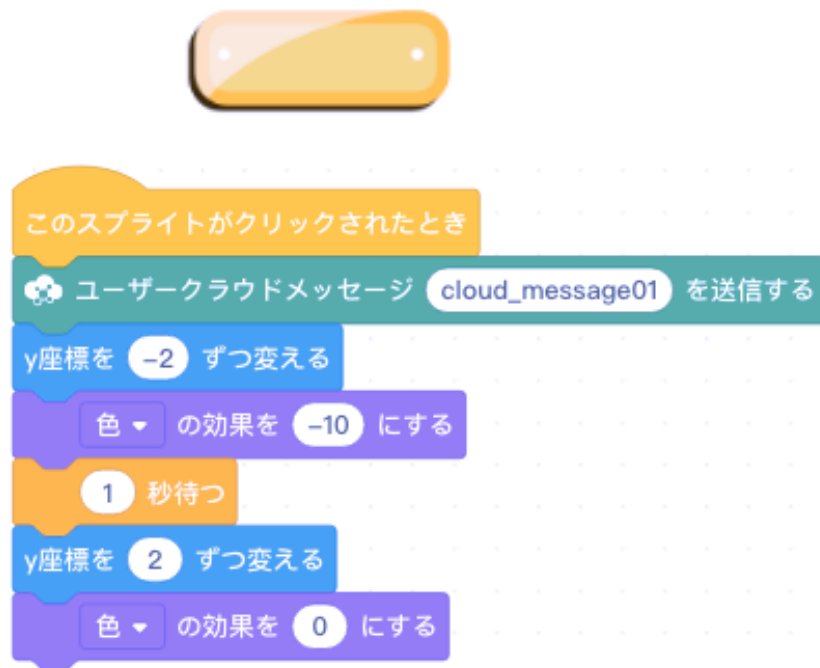 このスプライトがクリックされたとき
ユーザークラウドメッセージ cloud_message01 を送信する
y座標を -2 ずつ変える
色 の効果を -10 にする
1 秒待つ
y座標を 2 ずつ変える
色 の効果を 0 にする